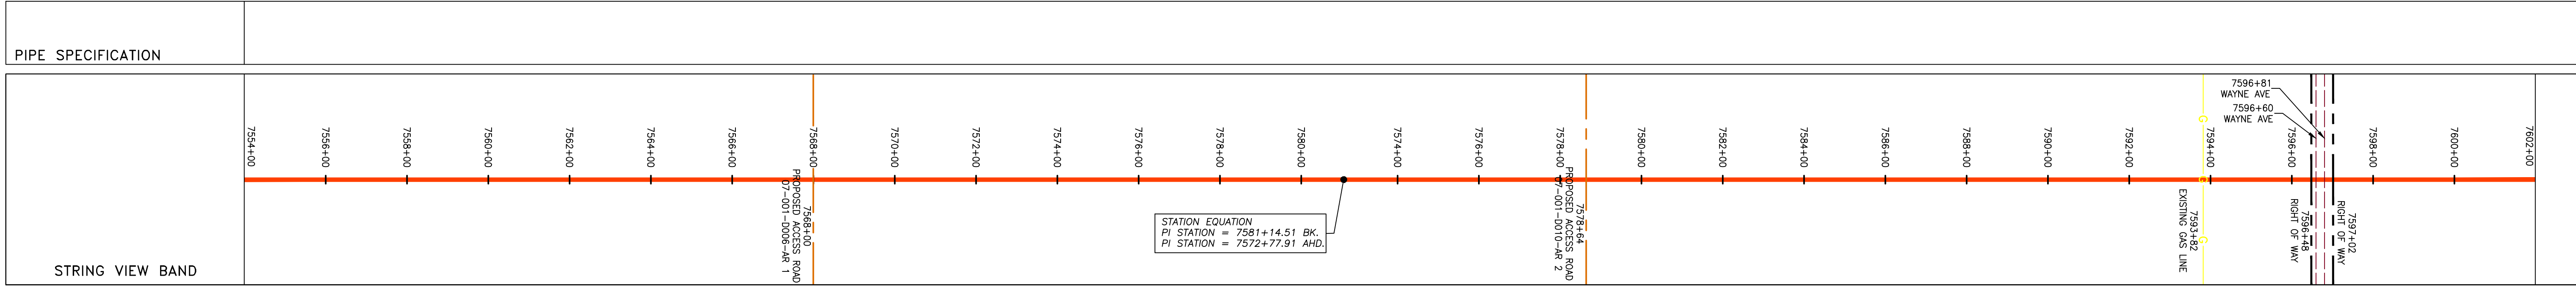 PIPE SPECIFICATION
STRING VIEW BAND
7554+00
7556+00
7558+00
7560+00
7562+00
7564+00
7566+00
7568+00
7568+00
PROPOSED ACCESS ROAD
07-001-D006-AR 1
7570+00
7572+00
7574+00
7576+00
7578+00
7580+00
STATION EQUATION
PI STATION = 7581+14.51 BK.
PI STATION = 7572+77.91 AHD.
7574+00
7576+00
7578+00
7578+64
PROPOSED ACCESS ROAD
07-001-D010-AR 2
7580+00
7582+00
7584+00
7586+00
7588+00
7590+00
7592+00
G
G
G
7593+82
EXISTING GAS LINE
7594+00
7596+81
WAYNE AVE
7596+60
WAYNE AVE
7596+00
7596+48
RIGHT OF WAY
7597+02
RIGHT OF WAY
7598+00
7600+00
7602+00